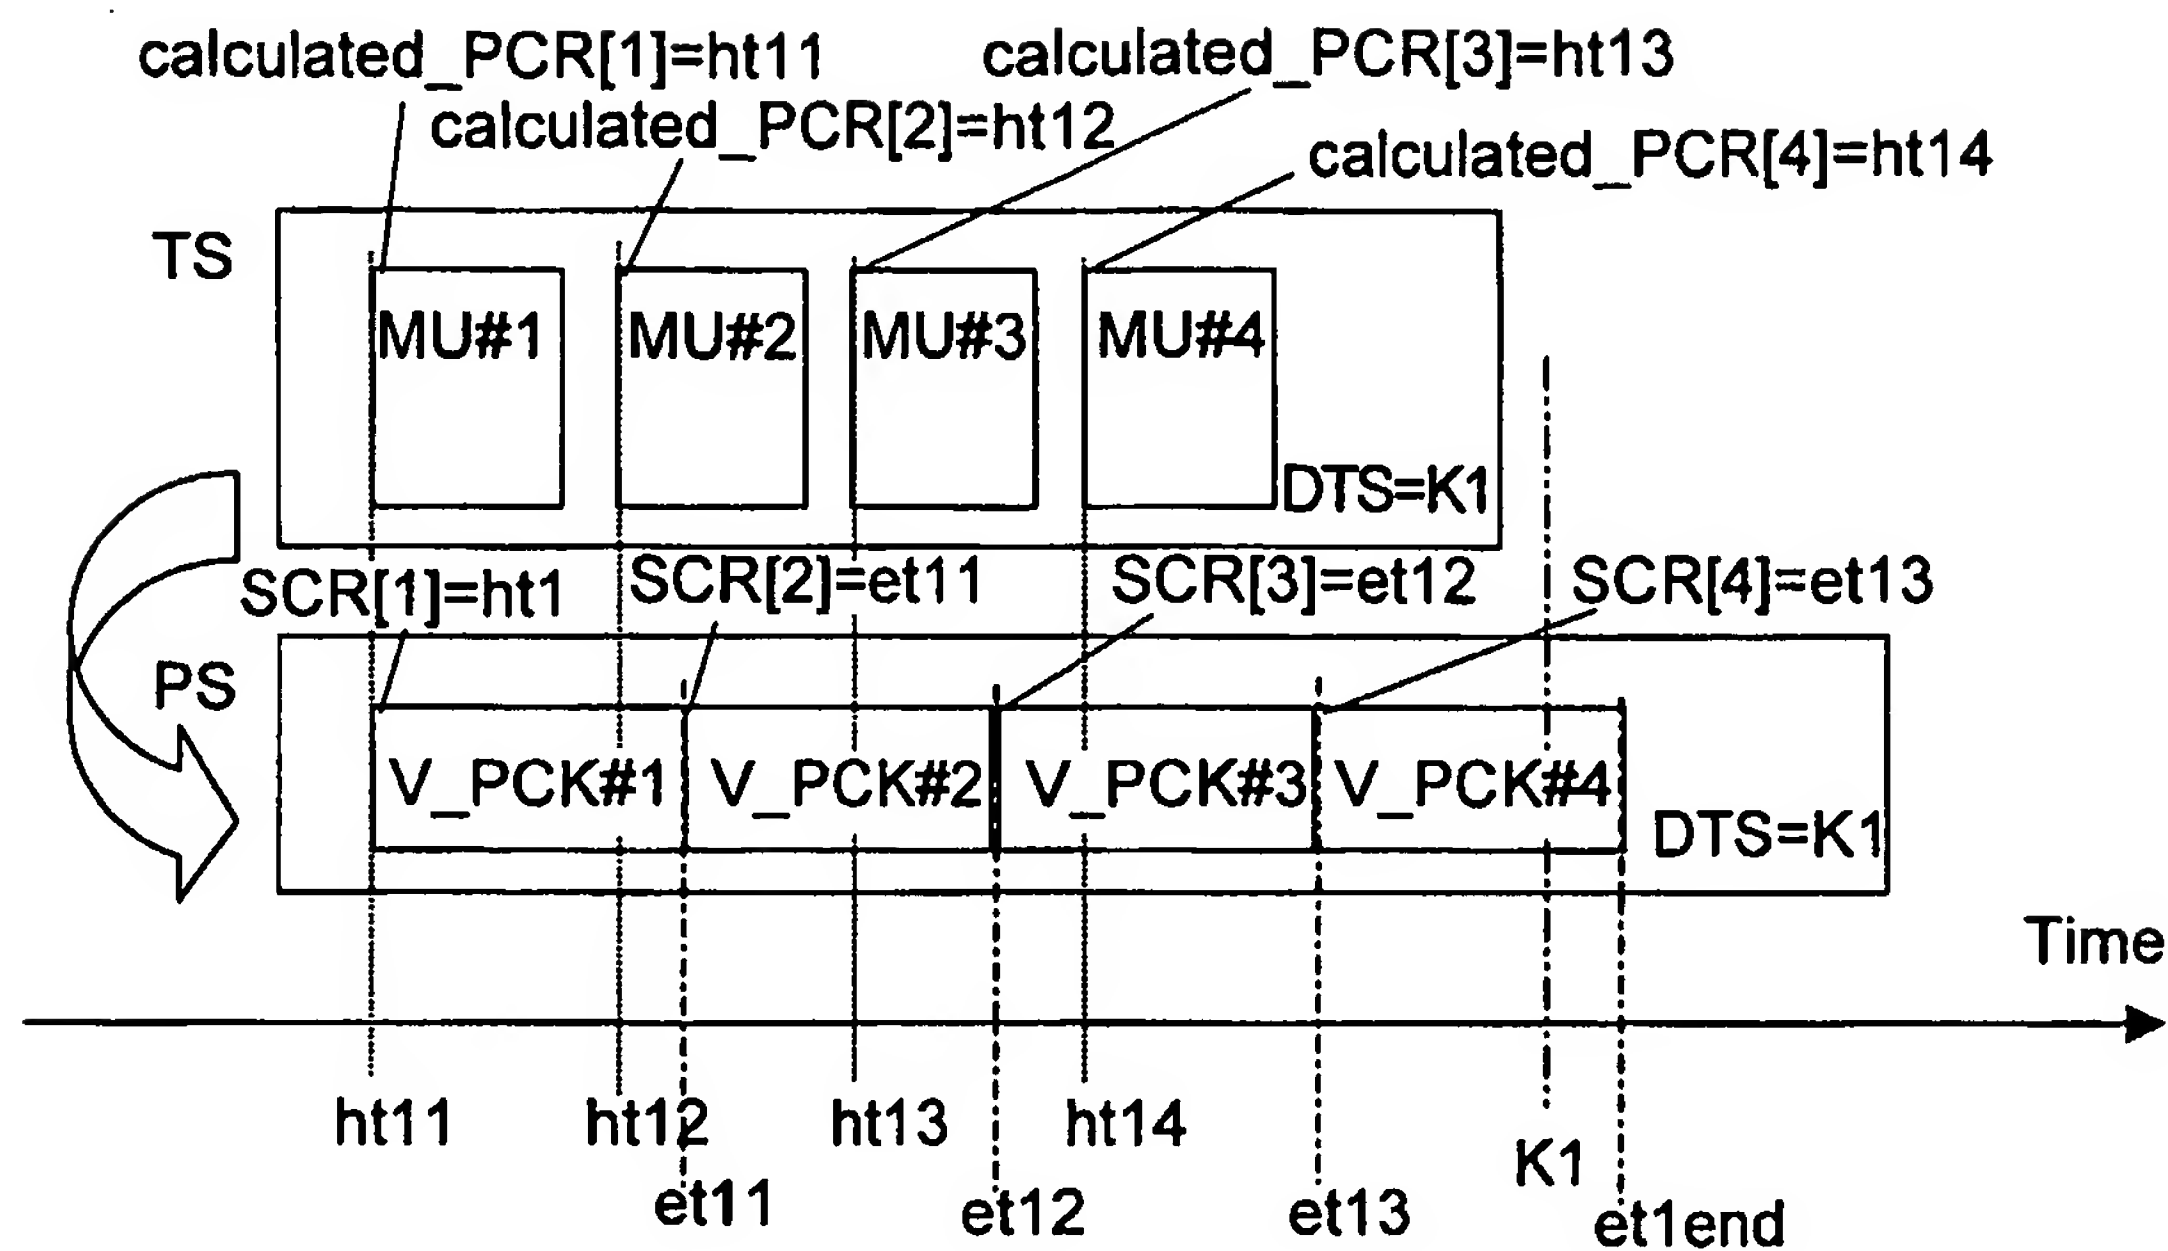 calculated_PCR[1]=ht11
calculated_PCR[3]=ht13
calculated_PCR[2]=ht12
calculated_PCR[4]=ht14
TS
MU#1
MU#2
MU#3
MU#4
DTS=K1
SCR[1]=ht1
SCR[2]=et11
SCR[3]=et12
SCR[4]=et13
PS
V_PCK#1
V_PCK#2
V_PCK#3
V_PCK#4
DTS=K1
Time
ht11
ht12
ht13
ht14
K1
et11
et12
et13
et1end